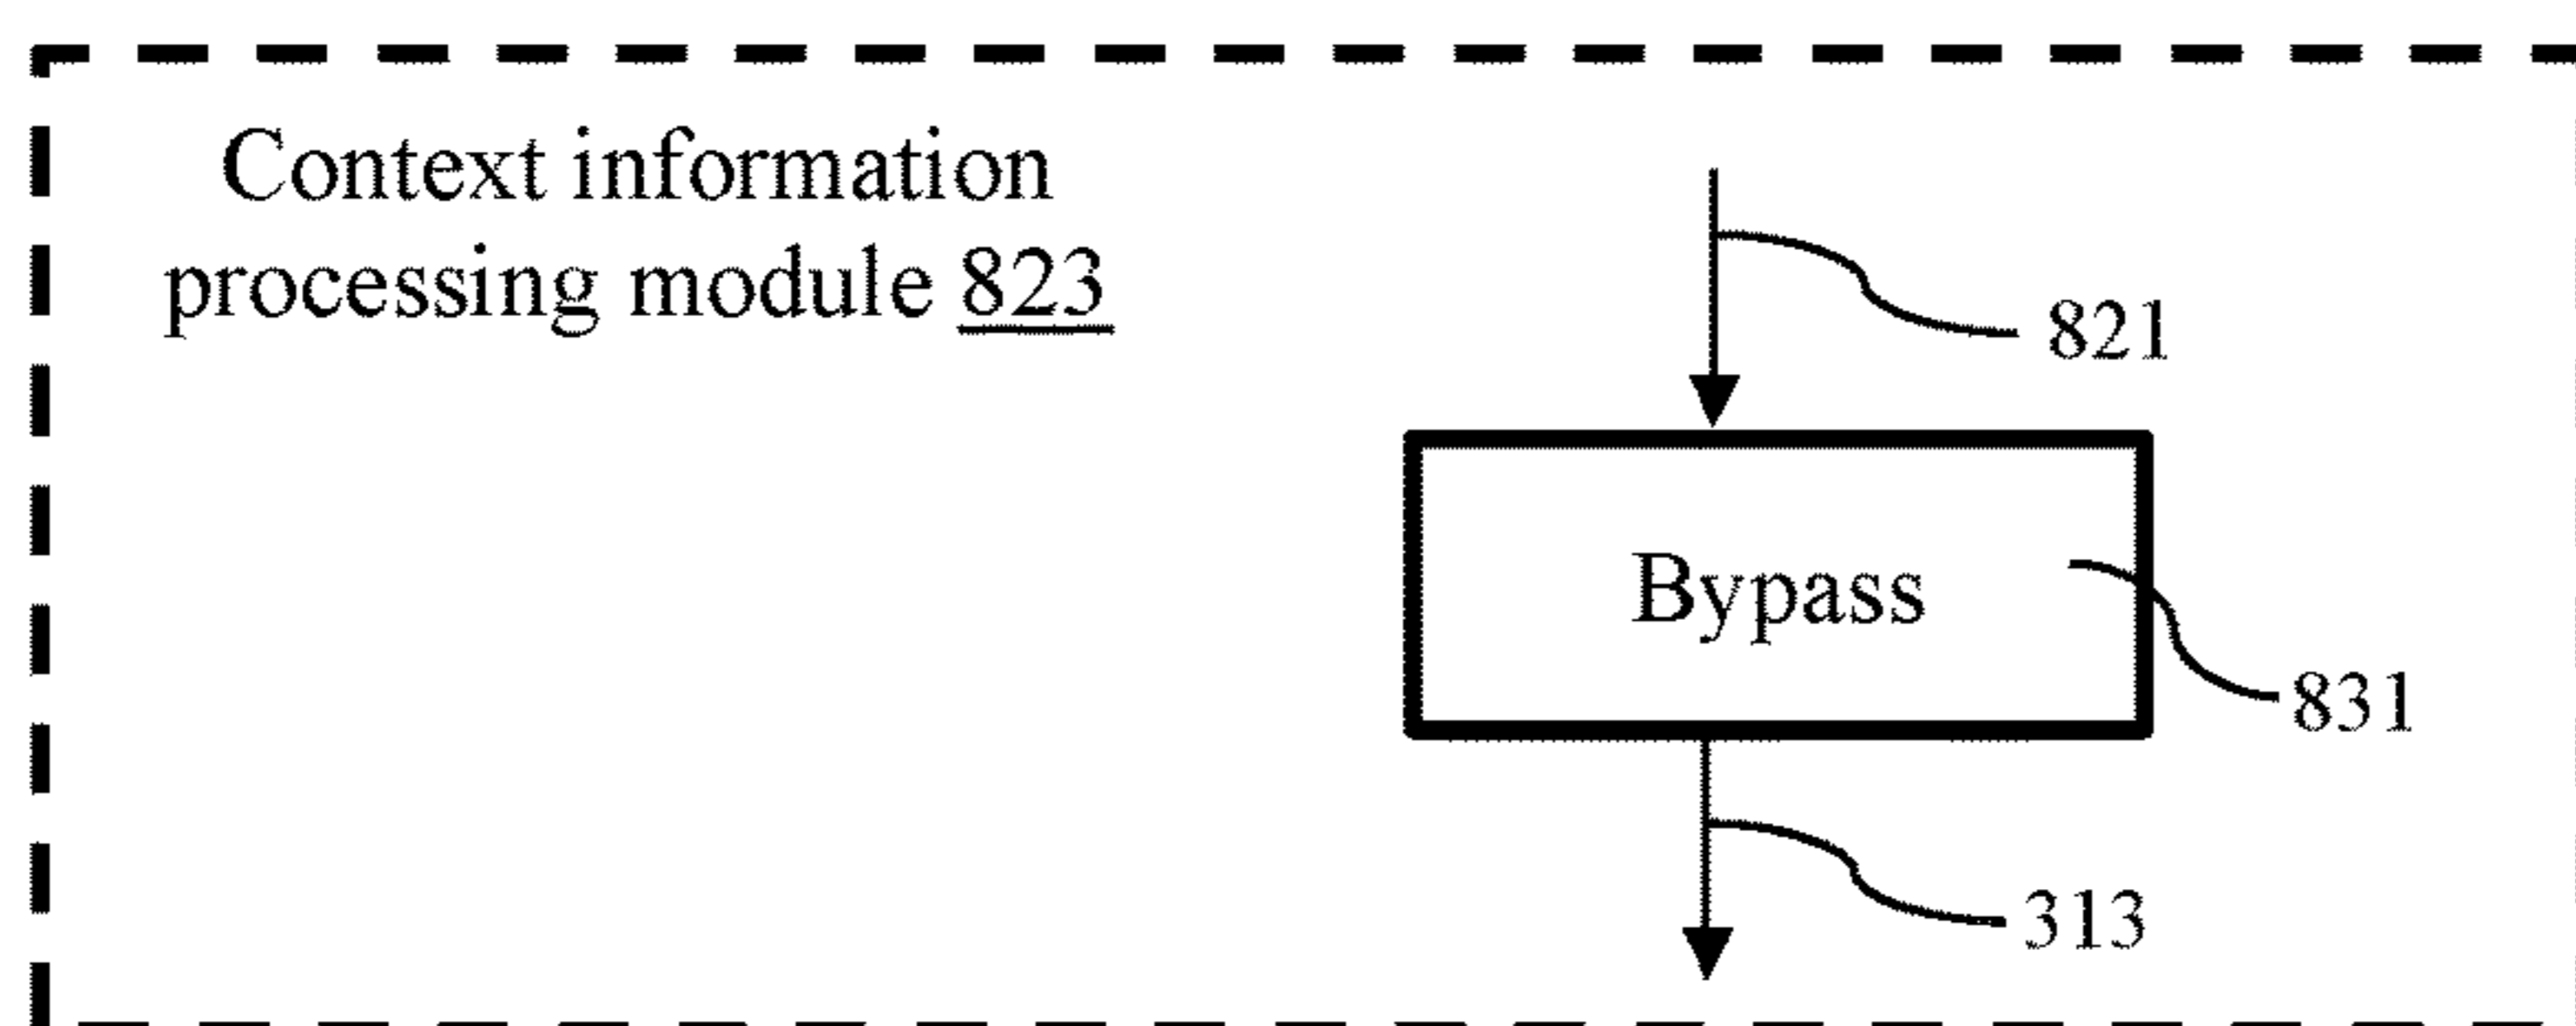 Context information
processing module 823
821
Bypass
831
313